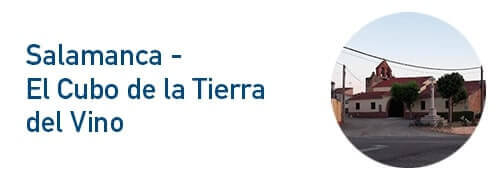 Salamanca -
El Cubo de la Tierra
del Vino